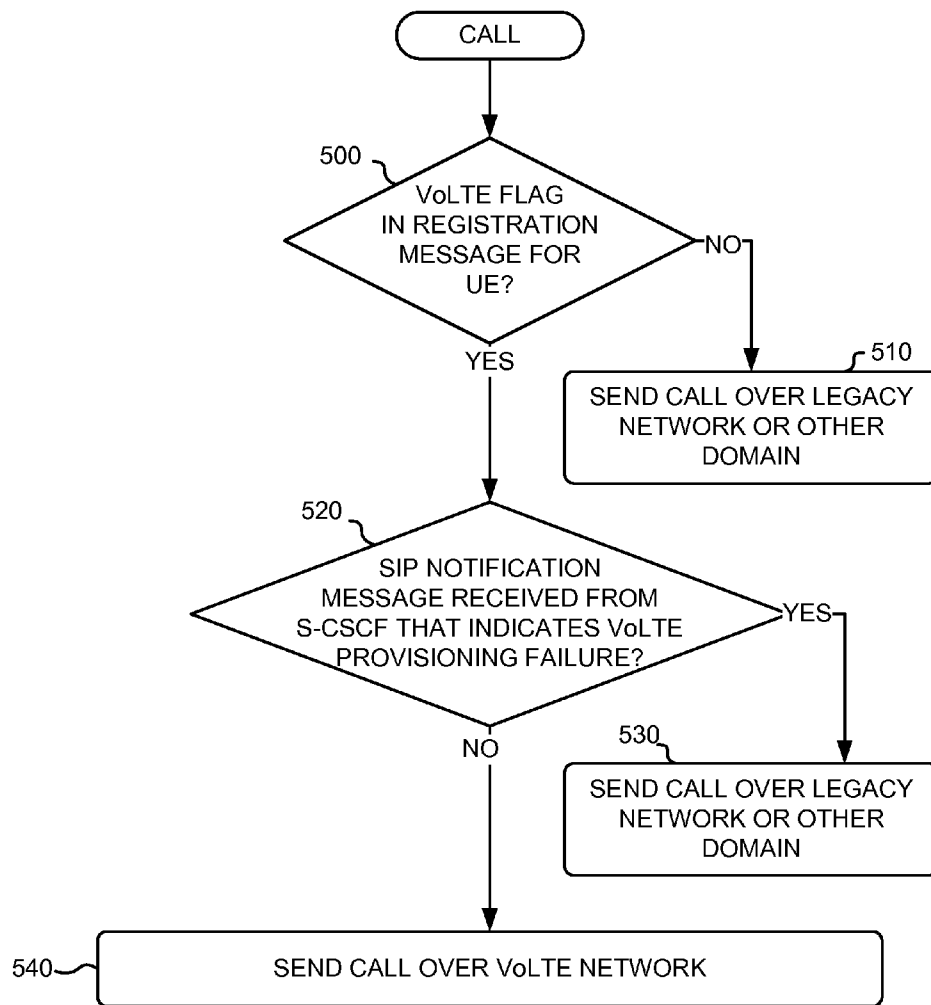 CALL
500
VoLTE FLAG
IN REGISTRATION
MESSAGE FOR
UE?
NO
YES
510
SEND CALL OVER LEGACY
NETWORK OR OTHER
DOMAIN
520
SIP NOTIFICATION
MESSAGE RECEIVED FROM
S-CSCF THAT INDICATES VoLTE
PROVISIONING FAILURE?
YES
NO
530
SEND CALL OVER LEGACY
NETWORK OR OTHER
DOMAIN
540
SEND CALL OVER VoLTE NETWORK